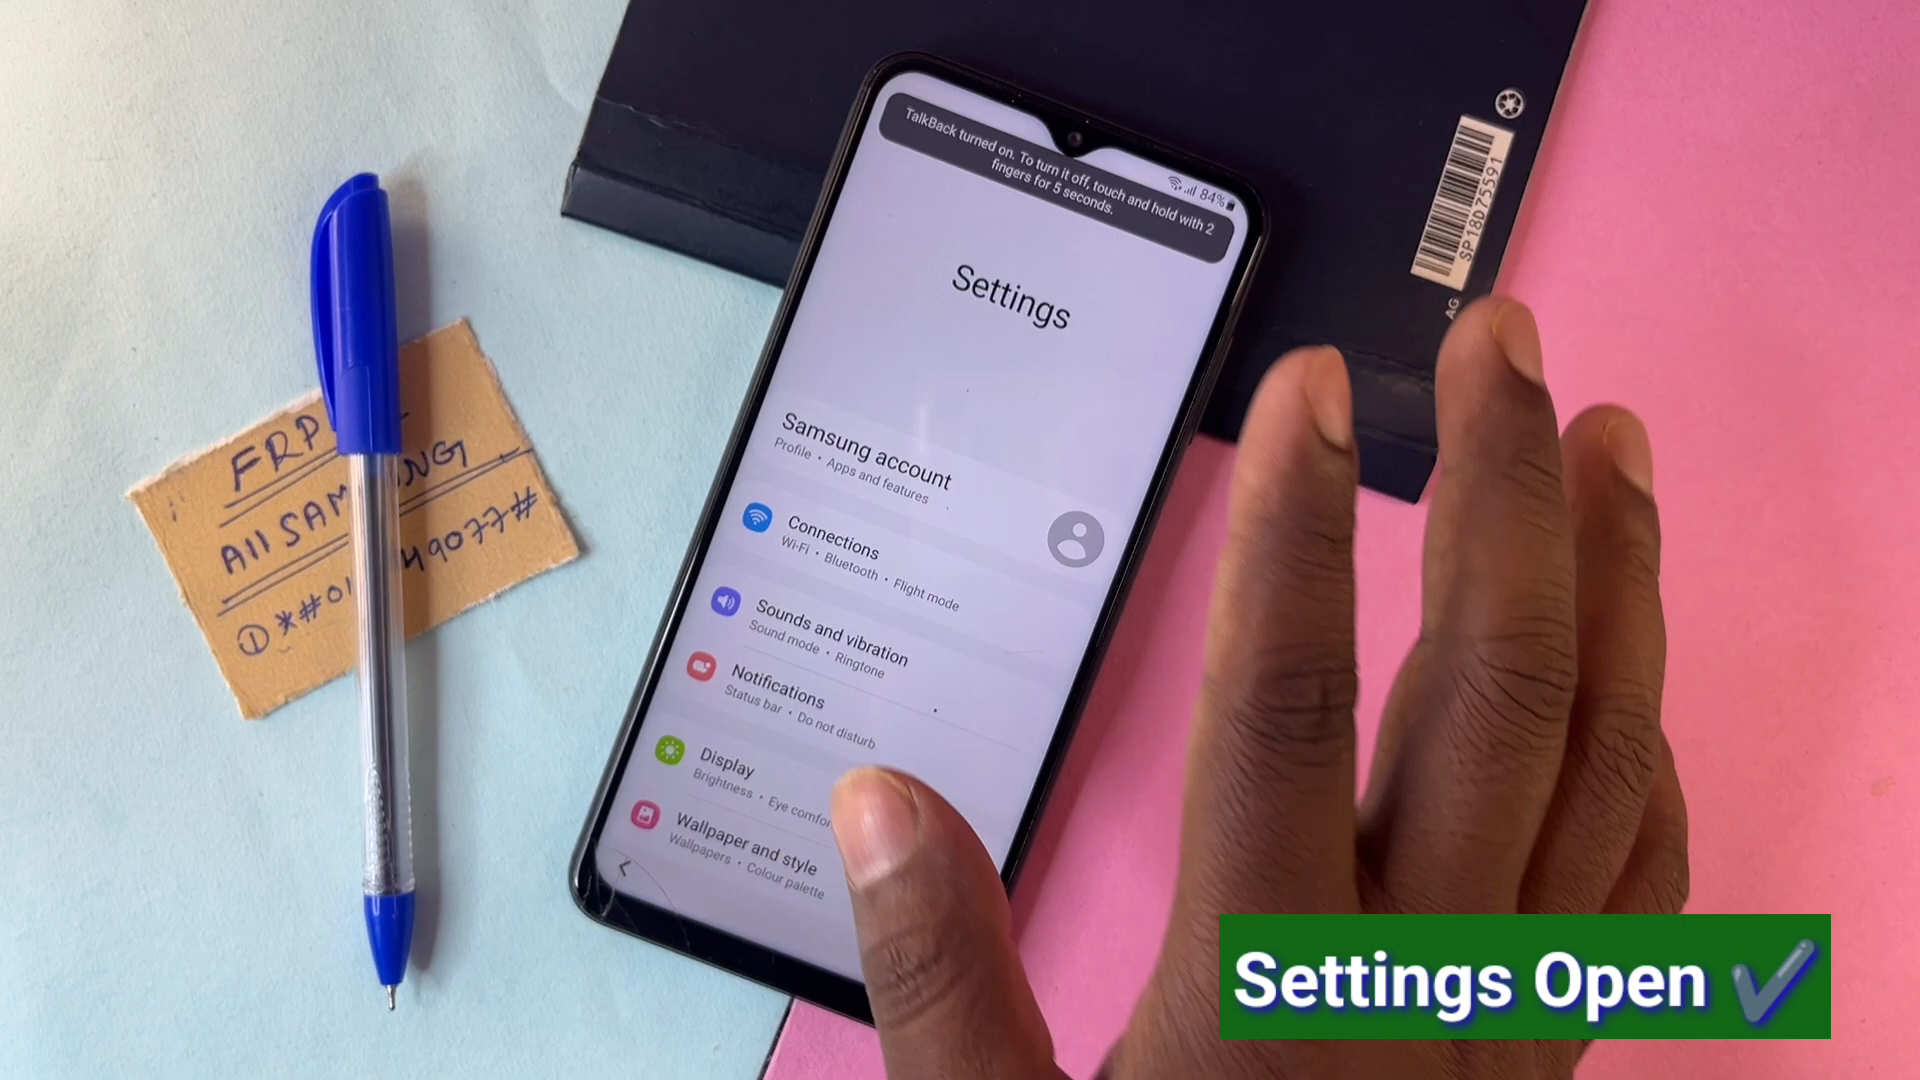 TalkBack turned on. To turn it off, touch and hold with 2
fingers for 5 seconds.
84%
Settings
Samsung account
Profile • Apps and features
Connections
Wi-Fi • Bluetooth • Flight mode
Sounds and vibration
Sound mode • Ringtone
Notifications
Status bar • Do not disturb
Display
Brightness • Eye comfor
Wallpaper and style
Wallpapers • Colour palette
SP18D75591
AG
FRP
All SAM NG
① *#01 49077#
Settings Open ✓